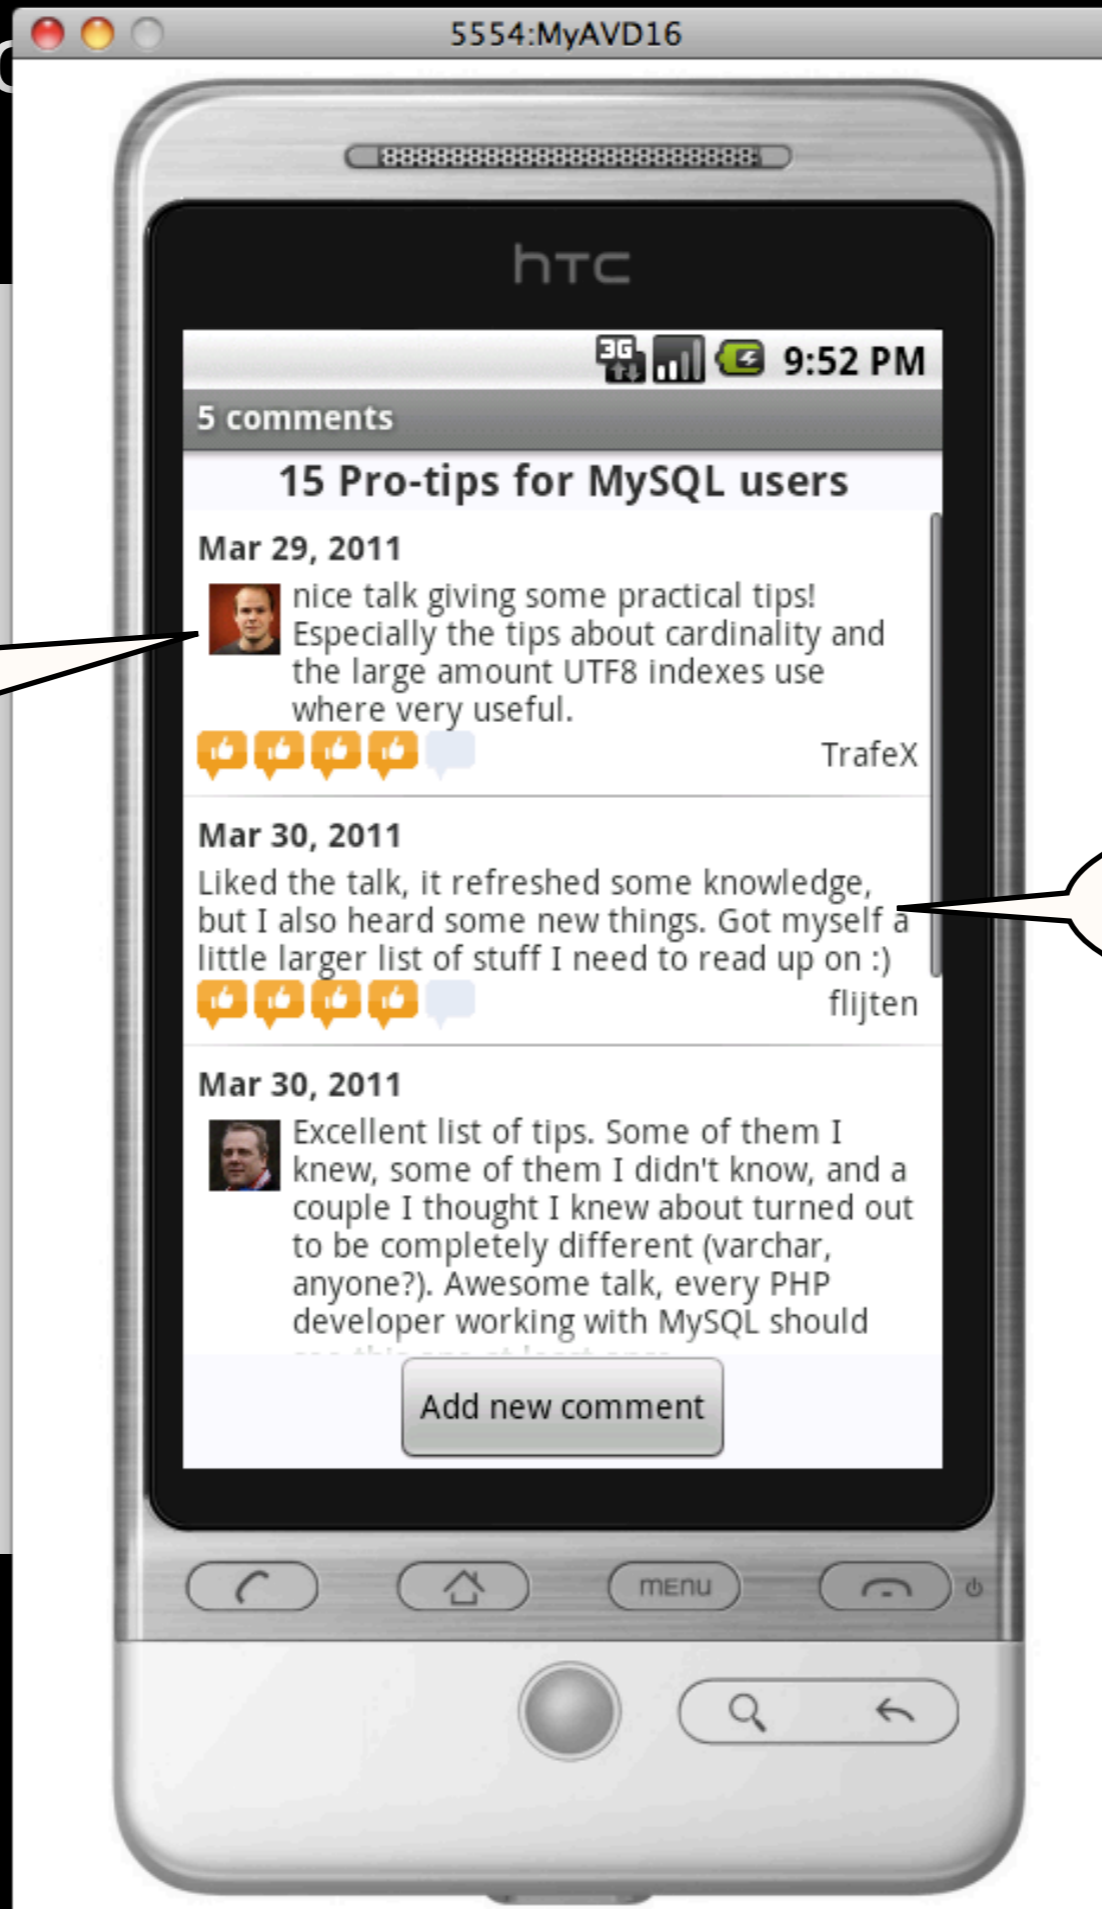 5554:MyAVD16
hTC
3G
9:52 PM
5 comments
15 Pro-tips for MySQL users
Mar 29, 2011
nice talk giving some practical tips!
Especially the tips about cardinality and
the large amount UTF8 indexes use
where very useful.
TrafeX
Mar 30, 2011
Liked the talk, it refreshed some knowledge,
but I also heard some new things. Got myself a
little larger list of stuff I need to read up on :)
flijten
Mar 30, 2011
Excellent list of tips. Some of them I
knew, some of them I didn't know, and a
couple I thought I knew about turned out
to be completely different (varchar,
anyone?). Awesome talk, every PHP
developer working with MySQL should
Add new comment
MENU